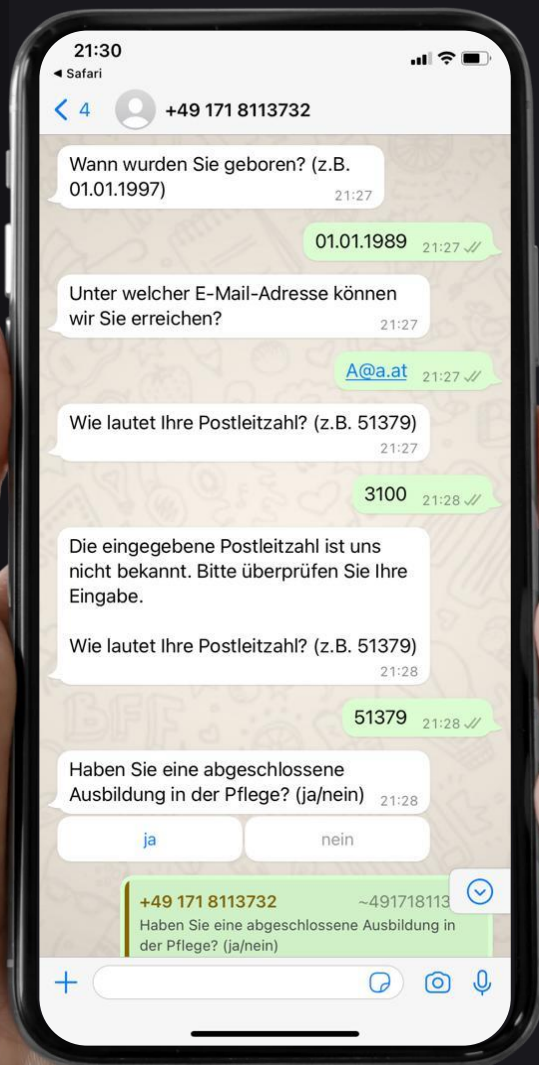 21:30
◀ Safari
4
+49 171 8113732
Wann wurden Sie geboren? (z.B.
01.01.1997)
21:27
01.01.1989 21:27
Unter welcher E-Mail-Adresse können
wir Sie erreichen?
21:27
A@a.at 21:27
Wie lautet Ihre Postleitzahl? (z.B. 51379)
21:27
3100 21:28
Die eingegebene Postleitzahl ist uns
nicht bekannt. Bitte überprüfen Sie Ihre
Eingabe.
Wie lautet Ihre Postleitzahl? (z.B. 51379)
21:28
51379 21:28
Haben Sie eine abgeschlossene
Ausbildung in der Pflege? (ja/nein) 21:28
ja nein
+49 171 8113732 ~491718113
Haben Sie eine abgeschlossene Ausbildung in
der Pflege? (ja/nein)